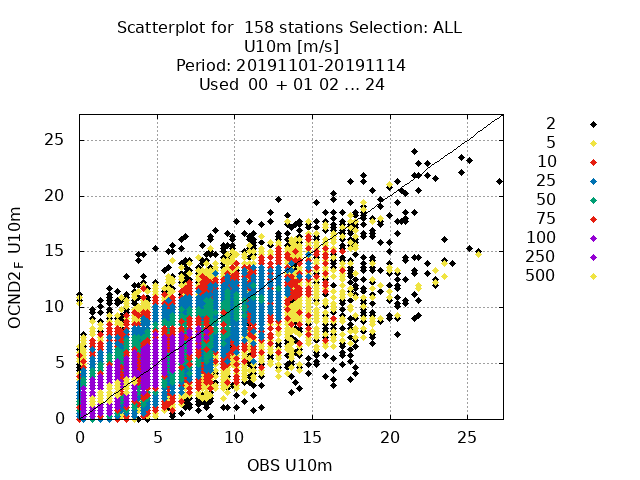 Scatterplot for  158 stations Selection: ALL
U10m [m/s]
Period: 20191101-20191114
Used  00 + 01 02 ... 24
2
5
10
25
50
75
100
250
500
25
20
15
10
5
0
OCND2_F U10m
0 5 10 15 20 25
OBS U10m